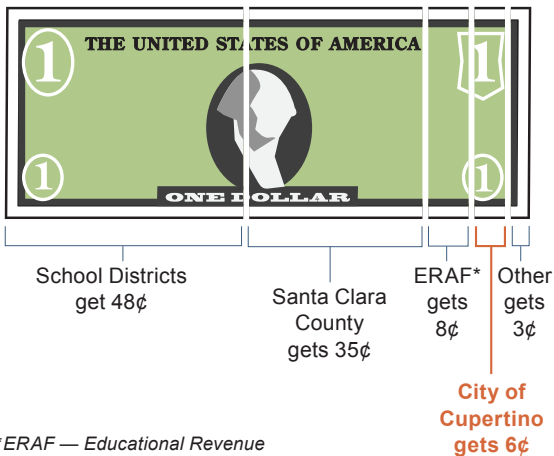 1
THE UNITED STATES OF AMERICA
1
1
1
ONE DOLLAR
School Districts
get 48¢
Santa Clara
County
gets 35¢
ERAF*
gets
8¢
Other
gets
3¢
City of
Cupertino
gets 6¢
*ERAF — Educational Revenue